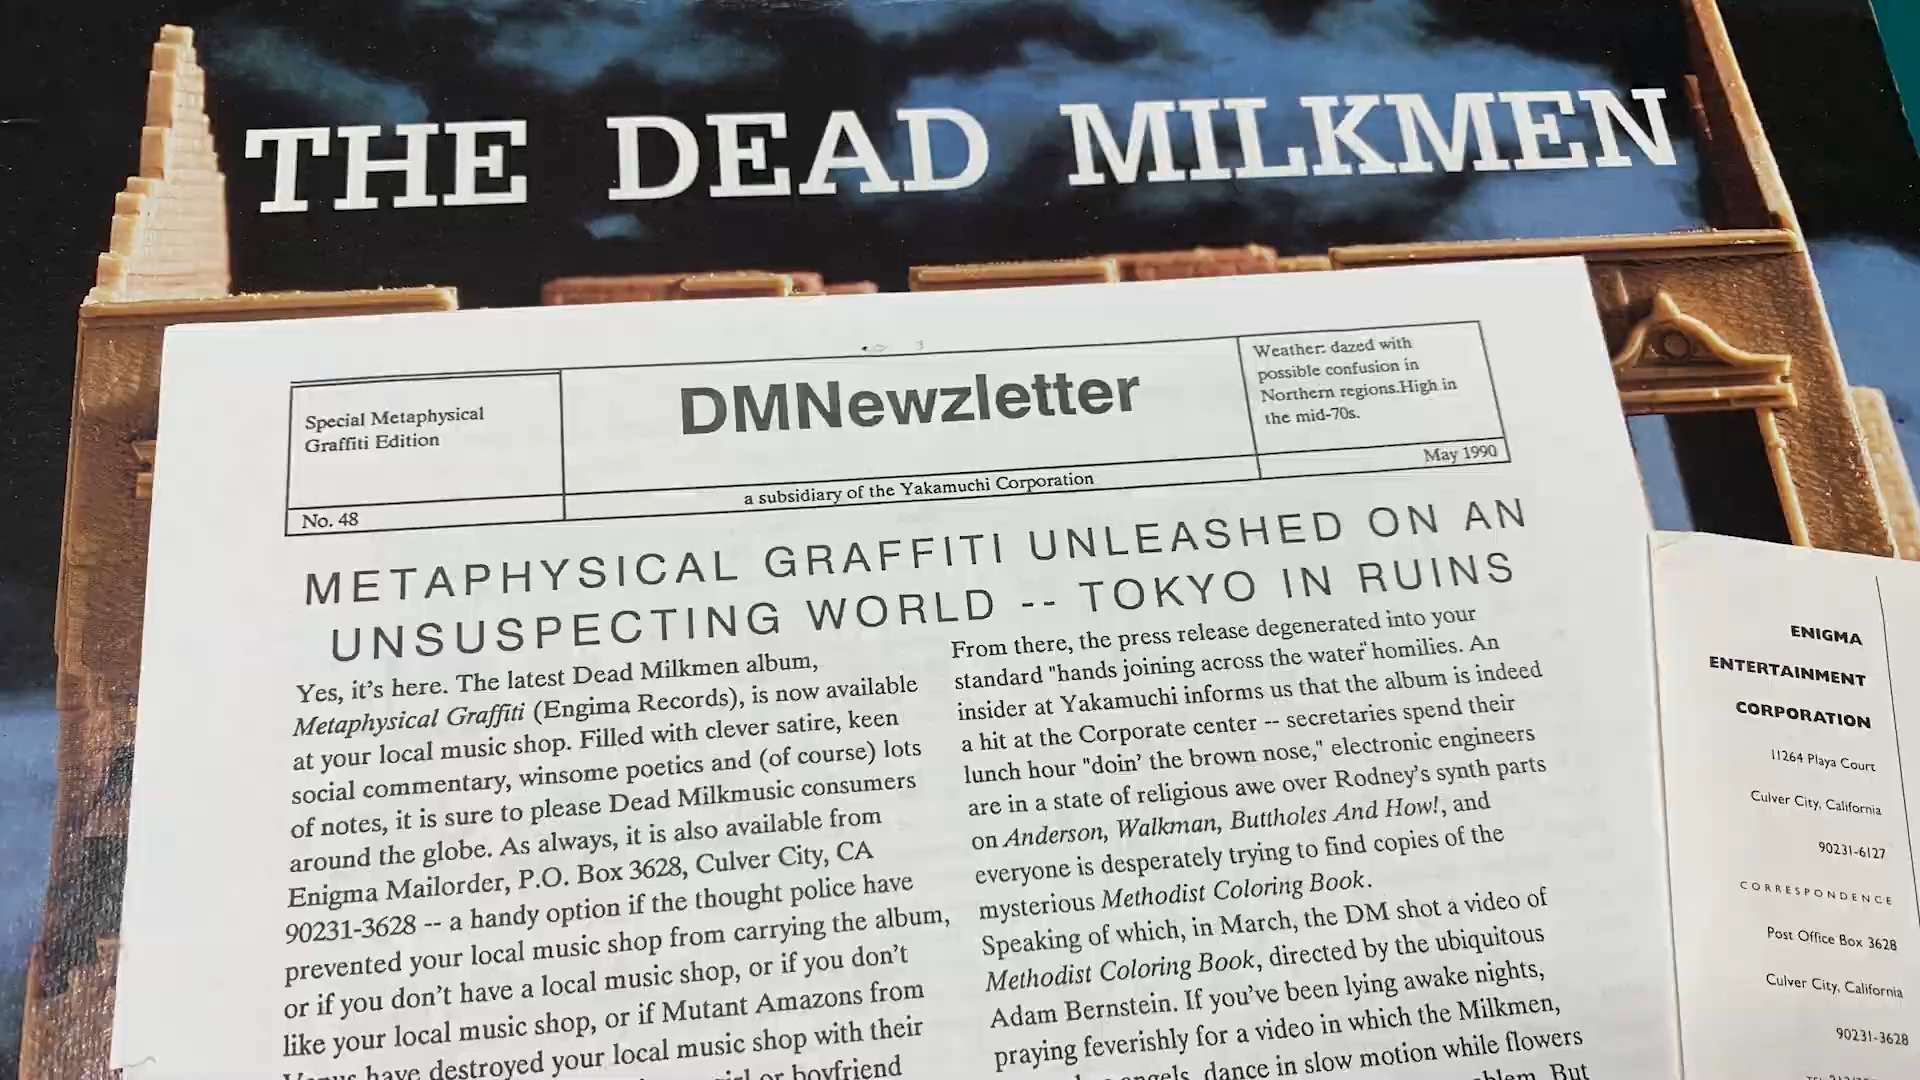 THE DEAD MILKMEN
Special Metaphysical
Graffiti Edition
No. 48
DMNewzletter
a subsidiary of the Yakamuchi Corporation
Weather: dazed with
possible confusion in
Northern regions.High in
the mid-70s.
May 1990
METAPHYSICAL GRAFFITI UNLEASHED ON AN
UNSUSPECTING WORLD -- TOKYO IN RUINS
Yes, it's here. The latest Dead Milkmen album,
Metaphysical Graffiti (Engima Records), is now available
at your local music shop. Filled with clever satire, keen
social commentary, winsome poetics and (of course) lots
of notes, it is sure to please Dead Milkmusic consumers
around the globe. As always, it is also available from
Enigma Mailorder, P.O. Box 3628, Culver City, CA
90231-3628 -- a handy option if the thought police have
prevented your local music shop from carrying the album,
or if you don't have a local music shop, or if you don't
like your local music shop, or if Mutant Amazons from
Venus have destroyed your local music shop with their
or boyfriend
From there, the press release degenerated into your
standard "hands joining across the water" homilies. An
insider at Yakamuchi informs us that the album is indeed
a hit at the Corporate center -- secretaries spend their
lunch hour "doin' the brown nose," electronic engineers
are in a state of religious awe over Rodney's synth parts
on Anderson, Walkman, Buttholes And How!, and
everyone is desperately trying to find copies of the
mysterious Methodist Coloring Book.
Speaking of which, in March, the DM shot a video of
Methodist Coloring Book, directed by the ubiquitous
Adam Bernstein. If you've been lying awake nights,
praying feverishly for a video in which the Milkmen,
angels, dance in slow motion while flowers
But
ENIGMA
ENTERTAINMENT
CORPORATION
11264 Playa Court
Culver City, California
90231-6127
CORRESPONDENCE
Post Office Box 3628
Culver City, California
90231-3628